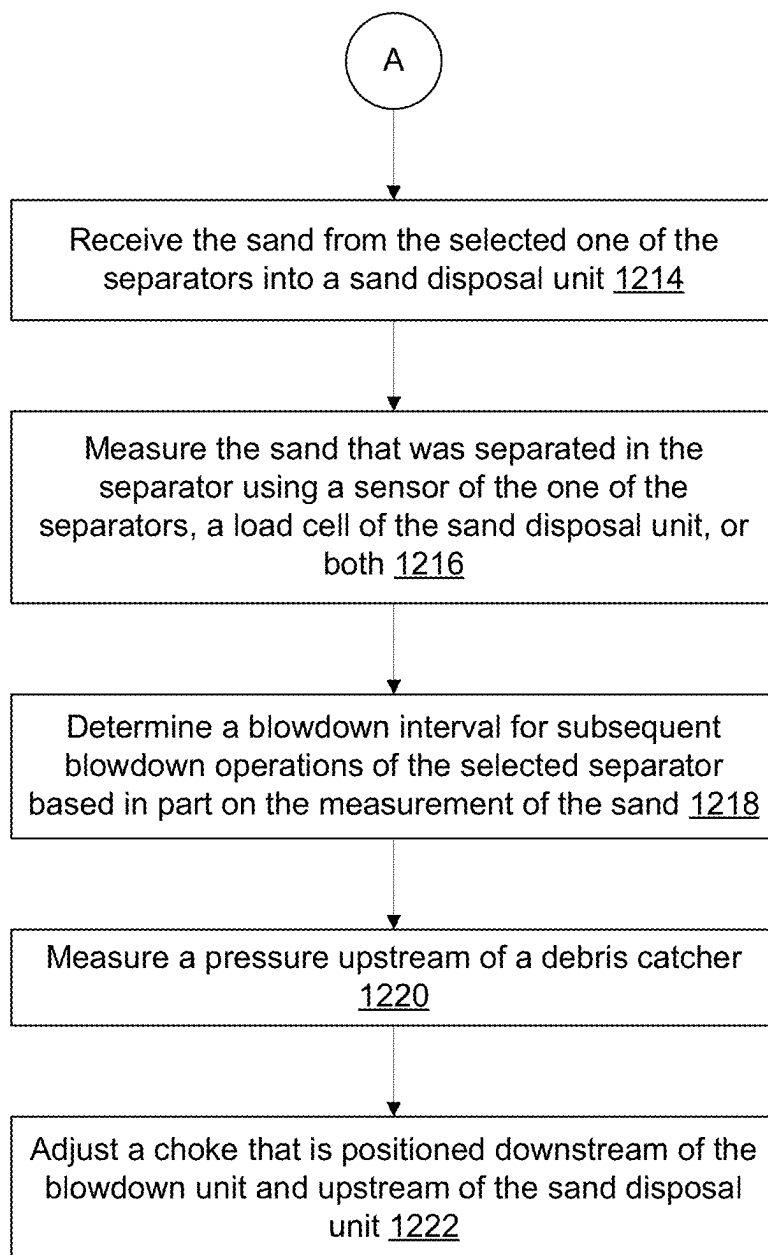 A
Receive the sand from the selected one of the
separators into a sand disposal unit 1214
Measure the sand that was separated in the
separator using a sensor of the one of the
separators, a load cell of the sand disposal unit, or
both 1216
Determine a blowdown interval for subsequent
blowdown operations of the selected separator
based in part on the measurement of the sand 1218
Measure a pressure upstream of a debris catcher
1220
Adjust a choke that is positioned downstream of the
blowdown unit and upstream of the sand disposal
unit 1222